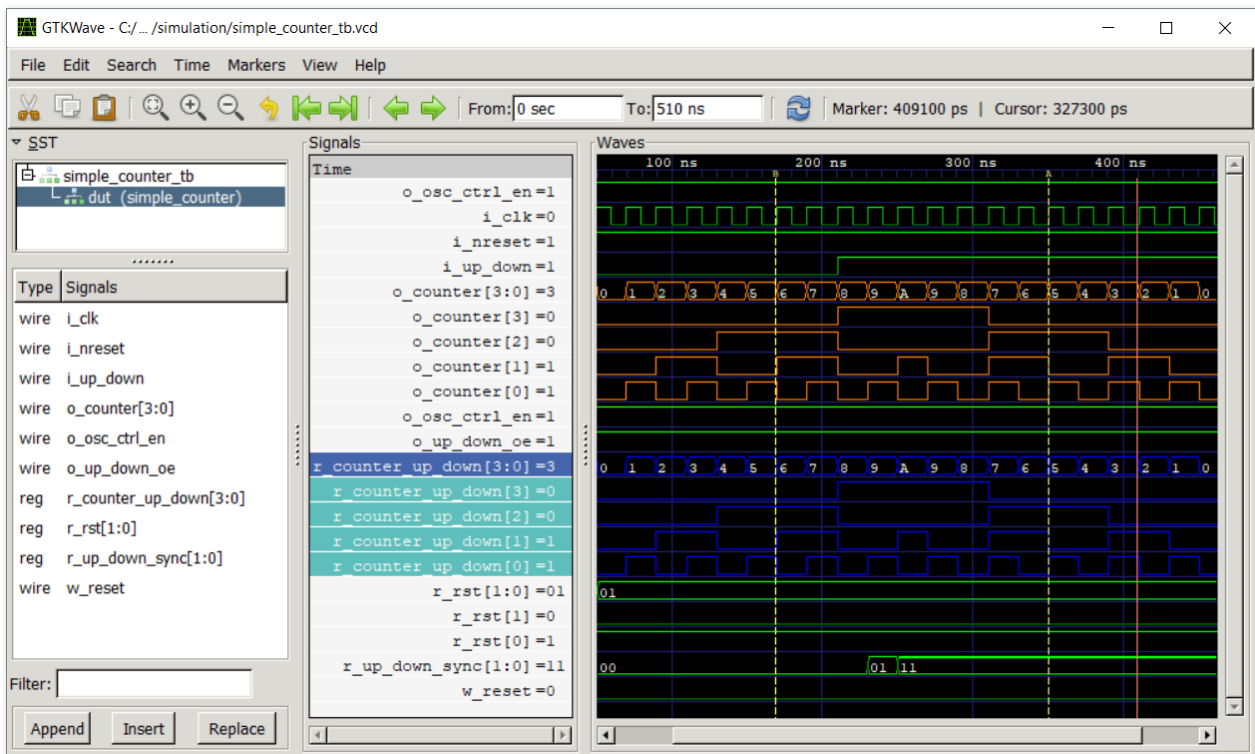 GTKWave - C:/ ... /simulation/simple_counter_tb.vcd
File Edit Search Time Markers View Help
From: 0 sec To: 510 ns Marker: 409100 ps | Cursor: 327300 ps
SST
simple_counter_tb
dut (simple_counter)
Type Signals
wire i_clk
wire i_nreset
wire i_up_down
wire o_counter[3:0]
wire o_osc_ctrl_en
wire o_up_down_oe
reg r_counter_up_down[3:0]
reg r_rst[1:0]
reg r_up_down_sync[1:0]
wire w_reset
Filter:
Append Insert Replace
Signals
Time
o_osc_ctrl_en=1
i_clk=0
i_nreset=1
i_up_down=1
o_counter[3:0]=3
o_counter[3]=0
o_counter[2]=0
o_counter[1]=1
o_counter[0]=1
o_osc_ctrl_en=1
o_up_down_oe=1
r_counter_up_down[3:0]=3
r_counter_up_down[3]=0
r_counter_up_down[2]=0
r_counter_up_down[1]=1
r_counter_up_down[0]=1
r_rst[1:0]=01
r_rst[1]=0
r_rst[0]=1
r_up_down_sync[1:0]=11
w_reset=0
Waves
100 ns 200 ns 300 ns 400 ns
B A
0 1 2 3 4 5 6 7 8 9 A 9 8 7 6 5 4 3 2 1 0
0 1 2 3 4 5 6 7 8 9 A 9 8 7 6 5 4 3 2 1 0
01
00 01 11